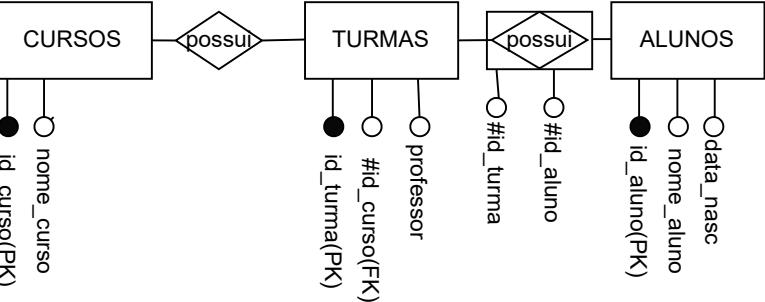 CURSOS
possui
TURMAS
possui
ALUNOS
id_curso(PK)
nome_curso
id_turma(PK)
#id_curso(FK)
professor
#id_turma
#id_aluno
id_aluno(PK)
nome_aluno
data_nasc